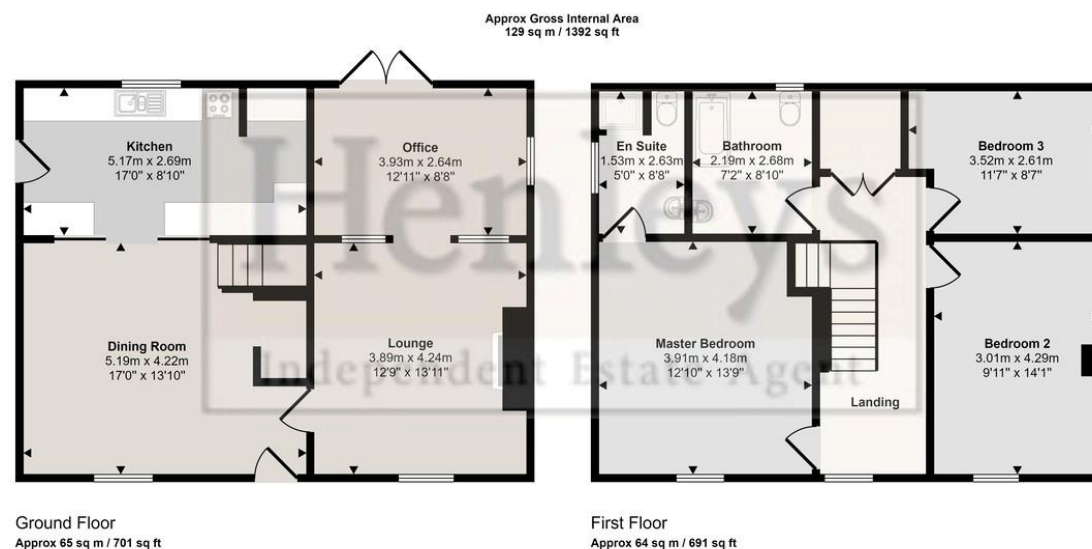 Approx Gross Internal Area
129 sq m / 1392 sq ft
Kitchen
5.17m x 2.69m
17'0" x 8'10"
Office
3.93m x 2.64m
12'11" x 8'8"
Dining Room
5.19m x 4.22m
17'0" x 13'10"
Lounge
3.89m x 4.24m
12'9" x 13'11"
En Suite
1.53m x 2.63m
5'0" x 8'8"
Bathroom
2.19m x 2.68m
7'2" x 8'10"
Bedroom 3
3.52m x 2.61m
11'7" x 8'7"
Master Bedroom
3.91m x 4.18m
12'10" x 13'9"
Bedroom 2
3.01m x 4.29m
9'11" x 14'1"
Landing
Henleys
Independent Estate Agent
Ground Floor
Approx 65 sq m / 701 sq ft
First Floor
Approx 64 sq m / 691 sq ft